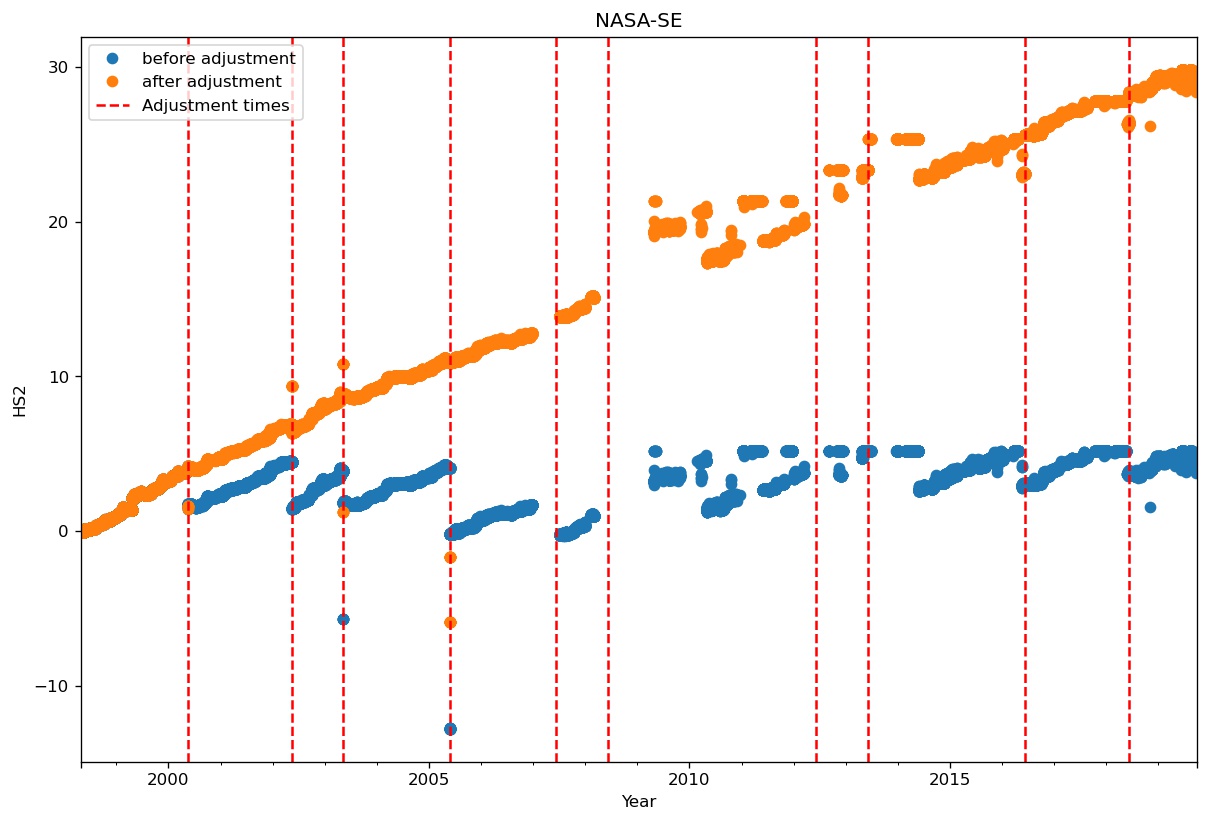 NASA-SE
before adjustment
after adjustment
Adjustment times
30
20
10
0
−10
HS2
2000 2005 2010 2015
Year